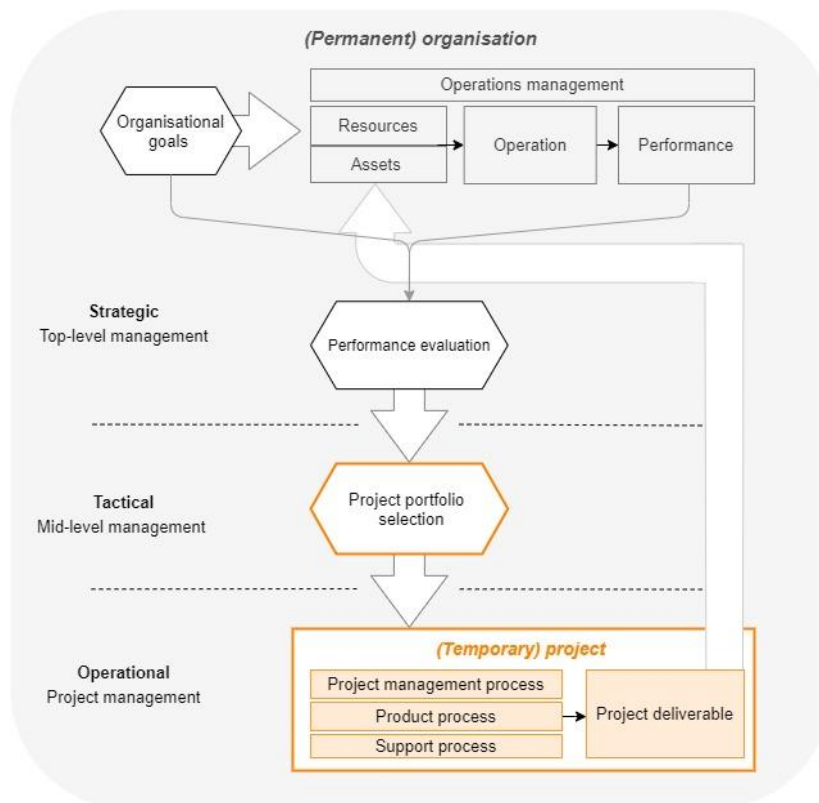 (Permanent) organisation
Operations management
Organisational
goals
Resources
Assets
Operation
Performance
Strategic
Top-level management
Performance evaluation
Tactical
Mid-level management
Project portfolio
selection
Operational
Project management
(Temporary) project
Project management process
Product process
Support process
Project deliverable